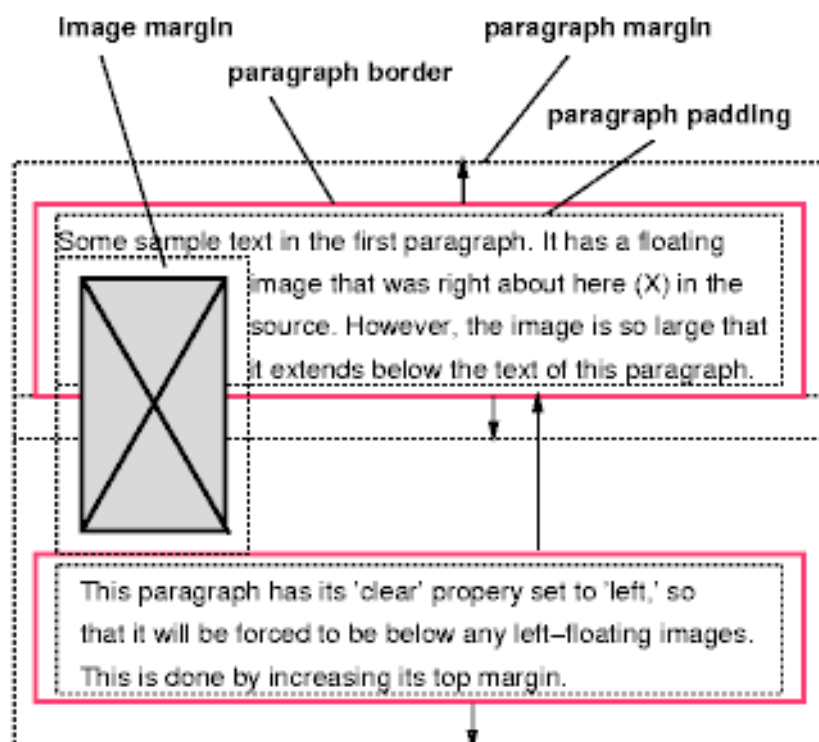 Image margin
paragraph margin
paragraph border
paragraph padding
Some sample text in the first paragraph. It has a floating
image that was right about here (X) in the
source. However, the image is so large that
it extends below the text of this paragraph.
This paragraph has its 'clear' propery set to 'left,' so
that it will be forced to be below any left-floating images.
This is done by increasing its top margin.